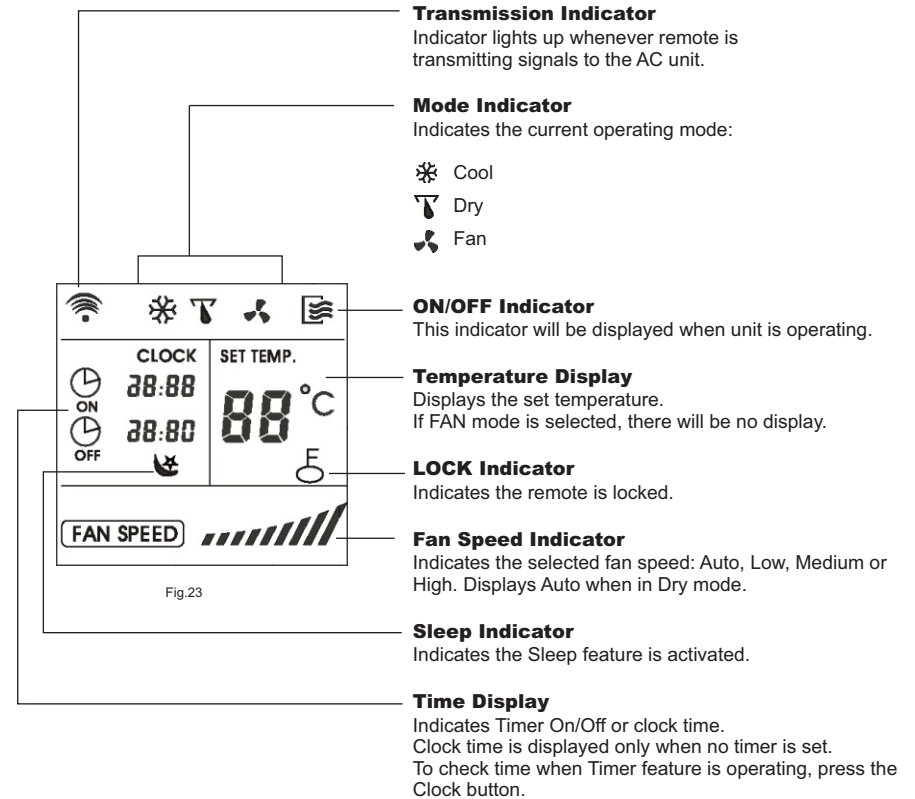 Transmission Indicator
Indicator lights up whenever remote is
transmitting signals to the AC unit.
Mode Indicator
Indicates the current operating mode:
Cool
Dry
Fan
ON/OFF Indicator
This indicator will be displayed when unit is operating.
Temperature Display
Displays the set temperature.
If FAN mode is selected, there will be no display.
LOCK Indicator
Indicates the remote is locked.
Fan Speed Indicator
Indicates the selected fan speed: Auto, Low, Medium or
High. Displays Auto when in Dry mode.
Sleep Indicator
Indicates the Sleep feature is activated.
Time Display
Indicates Timer On/Off or clock time.
Clock time is displayed only when no timer is set.
To check time when Timer feature is operating, press the
Clock button.
CLOCK
38:88
ON
38:80
OFF
SET TEMP.
88°C
FAN SPEED
Fig.23